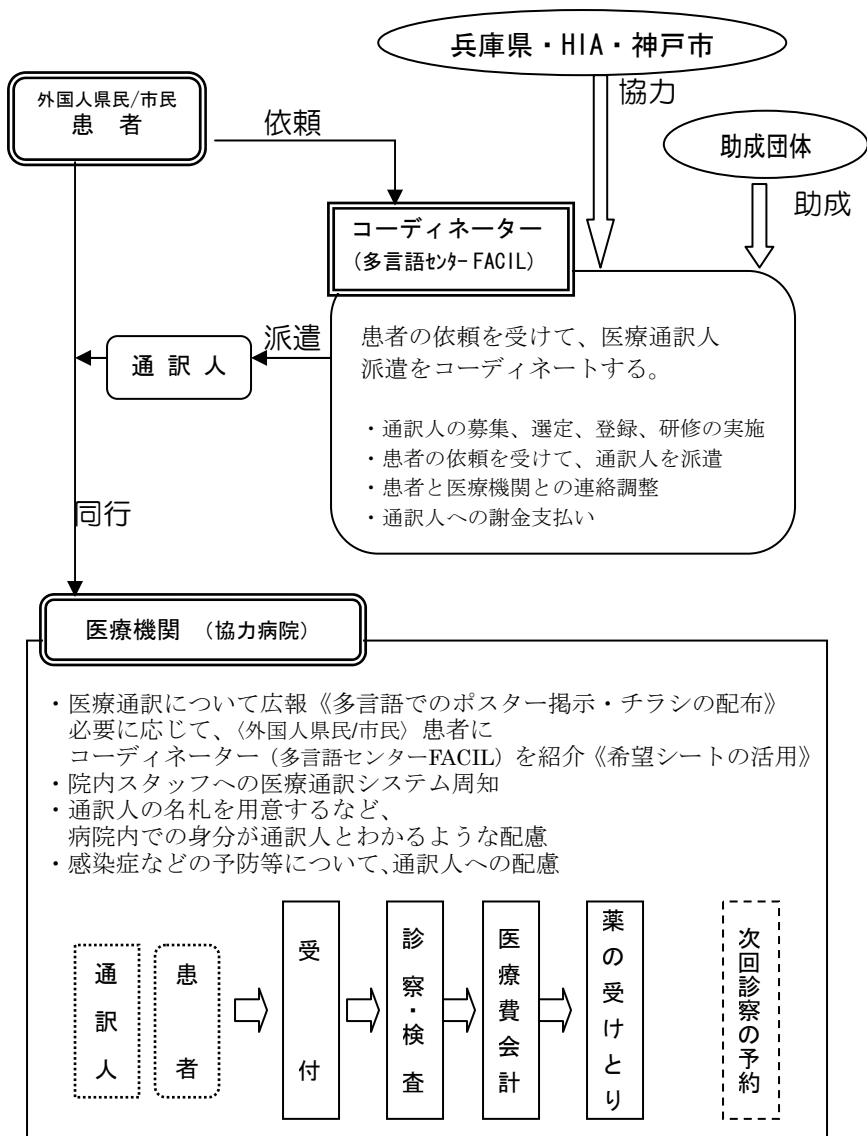 兵庫県・HIA・神戸市
協力
外国人県民/市民
患 者
依頼
助成団体
助成
コーディネーター
(多言語ｾﾝﾀｰ FACIL)
患者の依頼を受けて、医療通訳人
派遣をコーディネートする。
・通訳人の募集、選定、登録、研修の実施
・患者の依頼を受けて、通訳人を派遣
・患者と医療機関との連絡調整
・通訳人への謝金支払い
派遣
通 訳 人
同行
医療機関 （協力病院）
・医療通訳について広報《多言語でのポスター掲示・チラシの配布》
必要に応じて、〈外国人県民/市民〉患者に
コーディネーター（多言語センターFACIL）を紹介《希望シートの活用》
・院内スタッフへの医療通訳システム周知
・通訳人の名札を用意するなど、
病院内での身分が通訳人とわかるような配慮
・感染症などの予防等について、通訳人への配慮
通訳人
患者
受付
診察・検査
医療費会計
薬の受けとり
次回診察の予約